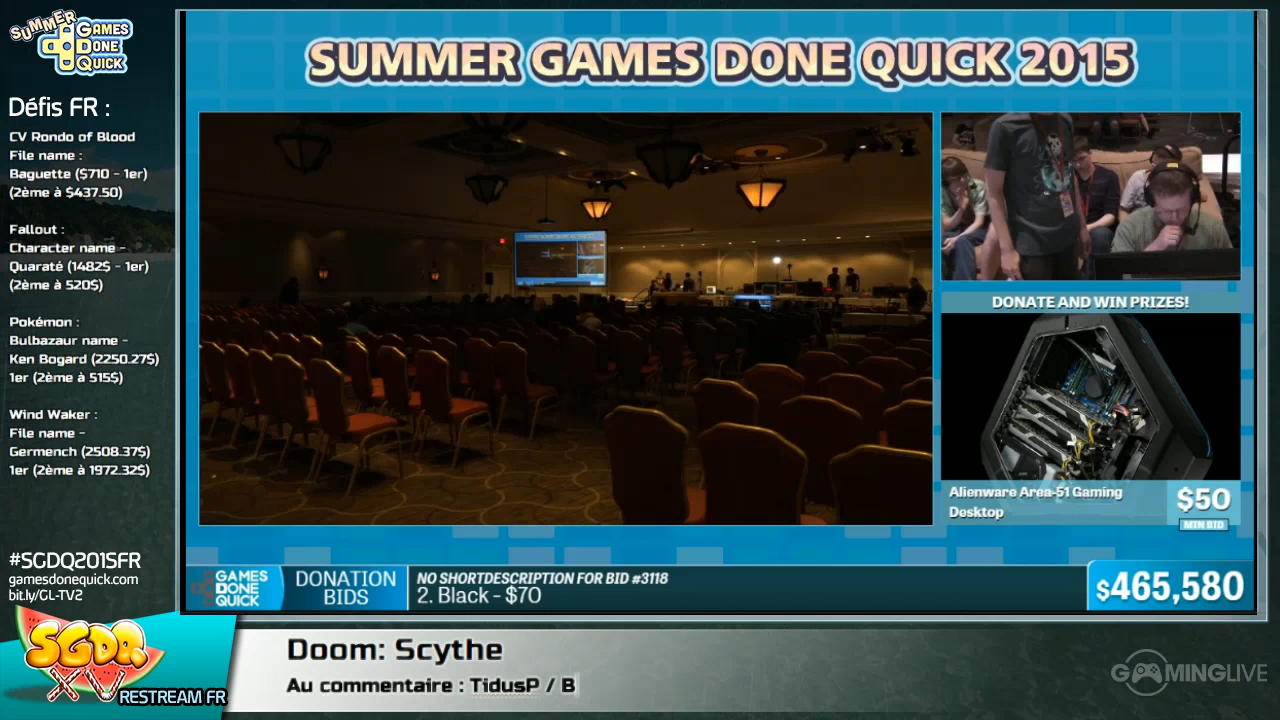 SUMMER
GAMES
DONE
QUICK
Défis FR :
CV Rondo of Blood
File name :
Baguette ($710 - 1er)
(2ème à $437.50)
Fallout :
Character name -
Quaraté (1482$ - 1er)
(2ème à 520$)
Pokémon :
Bulbazaur name -
Ken Bogard (2250.27$)
1er (2ème à 515$)
Wind Waker :
File name -
Germench (2508.37$)
1er (2ème à 1972.32$)
#SGDQ2015FR
gamesdonequick.com
bit.ly/GL-TV2
SGDQ
XV
RESTREAM FR
SUMMER GAMES DONE QUICK 2015
DONATE AND WIN PRIZES!
Alienware Area-51 Gaming
Desktop
$50
MIN BID
GAMES
DONE
QUICK
DONATION
BIDS
NO SHORTDESCRIPTION FOR BID #3118
2. Black - $70
$465,580
Doom: Scythe
Au commentaire : TidusP / B
GAMINGLIVE